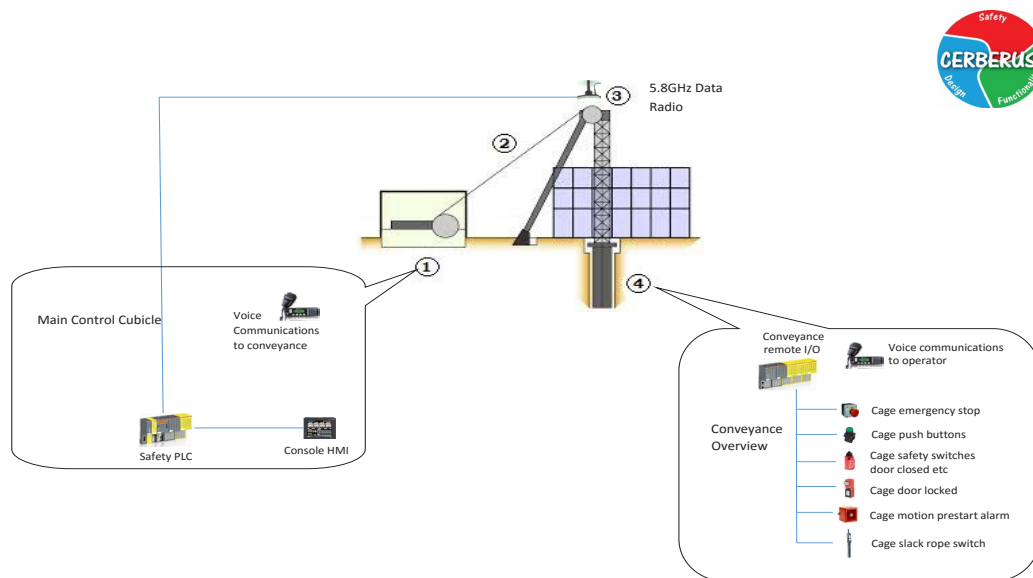 Safety
CERBERUS
Design
Functionality
3
5.8GHz Data
Radio
2
1
4
Main Control Cubicle
Voice
Communications
to conveyance
Safety PLC
Console HMI
Conveyance
remote I/O
Voice communications
to operator
Conveyance
Overview
Cage emergency stop
Cage push buttons
Cage safety switches
door closed etc
Cage door locked
Cage motion prestart alarm
Cage slack rope switch